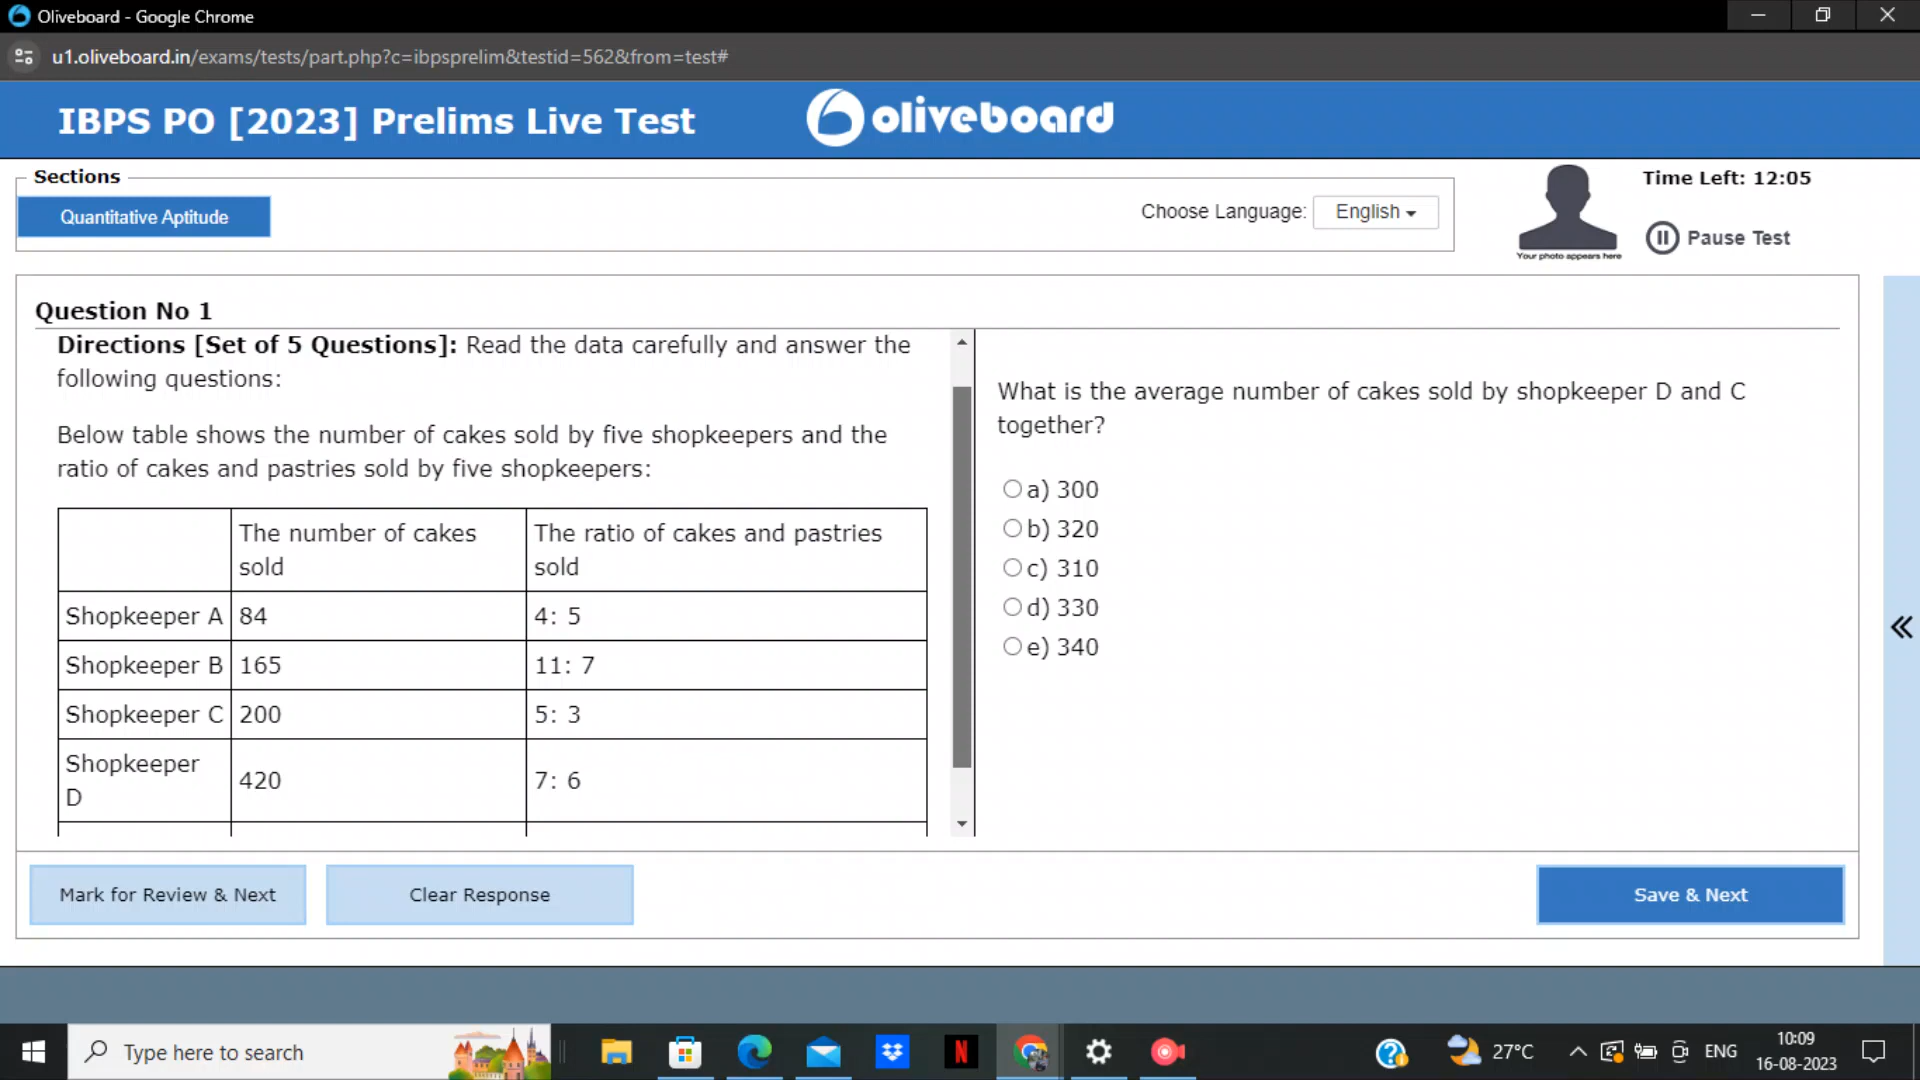 Oliveboard - Google Chrome
u1.oliveboard.in/exams/tests/part.php?c=ibpsprelim&testid=562&from=test#
IBPS PO [2023] Prelims Live Test
oliveboard
Sections
Quantitative Aptitude
Choose Language:
English
Your photo appears here
Time Left: 12:05
Pause Test
Question No 1
Directions [Set of 5 Questions]: Read the data carefully and answer the
following questions:
Below table shows the number of cakes sold by five shopkeepers and the
ratio of cakes and pastries sold by five shopkeepers:
The number of cakes
sold
The ratio of cakes and pastries
sold
Shopkeeper A 84 4: 5
Shopkeeper B 165 11: 7
Shopkeeper C 200 5: 3
Shopkeeper
D
420 7: 6
What is the average number of cakes sold by shopkeeper D and C
together?
a) 300
b) 320
c) 310
d) 330
e) 340
Mark for Review & Next
Clear Response
Save & Next
Type here to search
27°C
ENG
10:09
16-08-2023